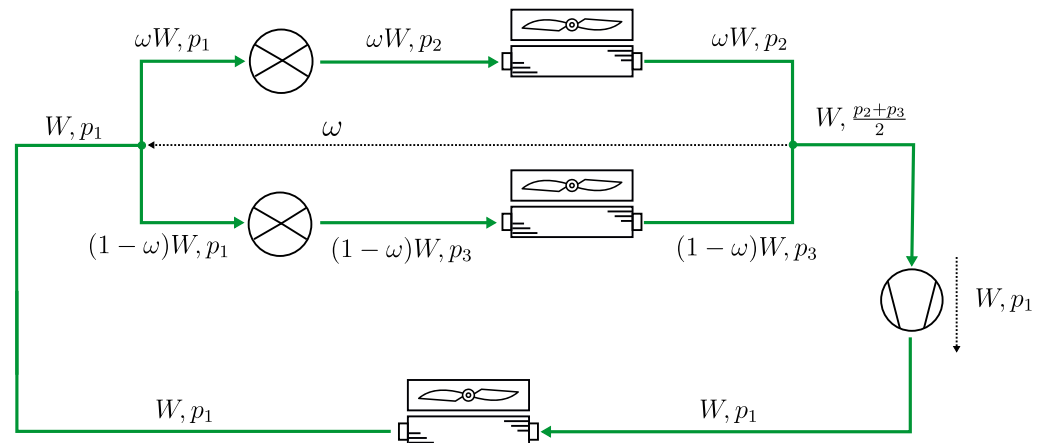 ωW, p₁
ωW, p₂
ωW, p₂
W, p₁
ω
W, (p₂+p₃)/2
(1 − ω)W, p₁
(1 − ω)W, p₃
(1 − ω)W, p₃
W, p₁
W, p₁
W, p₁